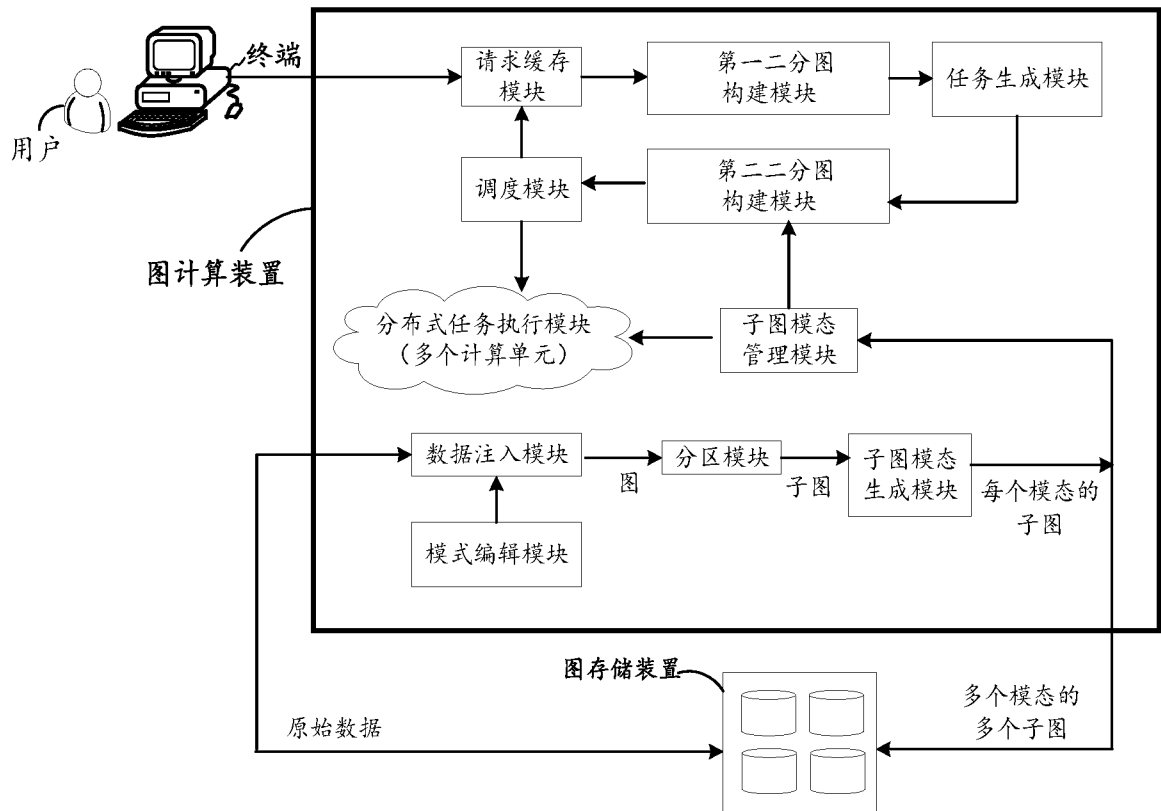 终端
用户
请求缓存
模块
第一二分图
构建模块
任务生成模块
调度模块
第二二分图
构建模块
图计算装置
分布式任务执行模块
（多个计算单元）
子图模态
管理模块
数据注入模块
图
分区模块
子图
子图模态
生成模块
每个模态的
子图
模式编辑模块
图存储装置
原始数据
多个模态的
多个子图